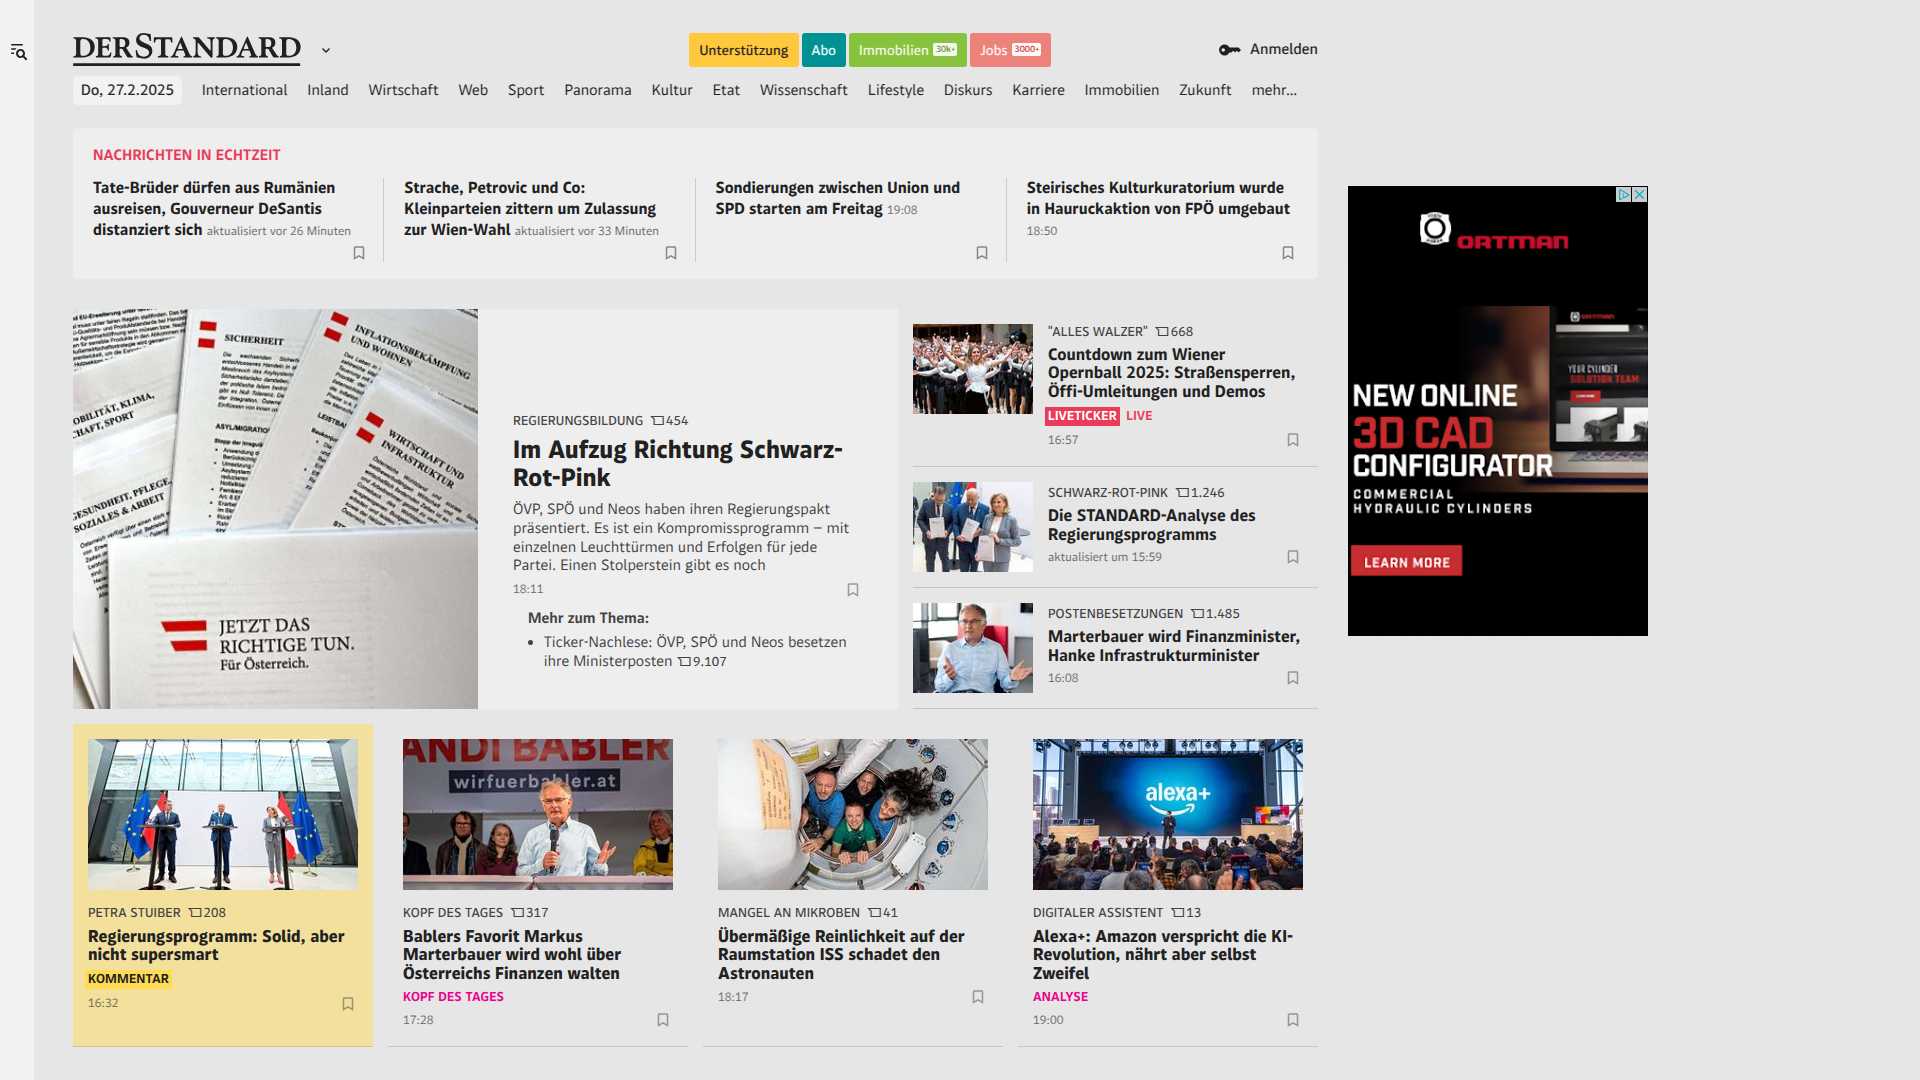 DERSTANDARD
Unterstützung
Abo
Immobilien 30k+
Jobs 3000+
Anmelden
Do, 27.2.2025
International
Inland
Wirtschaft
Web
Sport
Panorama
Kultur
Etat
Wissenschaft
Lifestyle
Diskurs
Karriere
Immobilien
Zukunft
mehr...
NACHRICHTEN IN ECHTZEIT
Tate-Brüder dürfen aus Rumänien
ausreisen, Gouverneur DeSantis
distanziert sich aktualisiert vor 26 Minuten
Strache, Petrovic und Co:
Kleinparteien zittern um Zulassung
zur Wien-Wahl aktualisiert vor 33 Minuten
Sondierungen zwischen Union und
SPD starten am Freitag 19:08
Steirisches Kulturkuratorium wurde
in Hauruckaktion von FPÖ umgebaut
18:50
SICHERHEIT
INFLATIONSBEKÄMPFUNG
UND WOHNEN
MOBILITÄT, KLIMA,
SPORT
ASYL/MIGRATION
WIRTSCHAFT UND
INFRASTRUKTUR
GESUNDHEIT, PFLEGE,
SOZIALES & ARBEIT
JETZT DAS
RICHTIGE TUN.
Für Österreich.
REGIERUNGSBILDUNG 454
Im Aufzug Richtung Schwarz-
Rot-Pink
ÖVP, SPÖ und Neos haben ihren Regierungspakt
präsentiert. Es ist ein Kompromissprogramm – mit
einzelnen Leuchttürmen und Erfolgen für jede
Partei. Einen Stolperstein gibt es noch
18:11
Mehr zum Thema:
• Ticker-Nachlese: ÖVP, SPÖ und Neos besetzen
ihre Ministerposten 9.107
"ALLES WALZER" 668
Countdown zum Wiener
Opernball 2025: Straßensperren,
Öffi-Umleitungen und Demos
LIVETICKER LIVE
16:57
SCHWARZ-ROT-PINK 1.246
Die STANDARD-Analyse des
Regierungsprogramms
aktualisiert um 15:59
POSTENBESETZUNGEN 1.485
Marterbauer wird Finanzminister,
Hanke Infrastrukturminister
16:08
ORTMAN
YOUR CYLINDER
SOLUTION TEAM
NEW ONLINE
3D CAD
CONFIGURATOR
COMMERCIAL
HYDRAULIC CYLINDERS
LEARN MORE
PETRA STUIBER 208
Regierungsprogramm: Solid, aber
nicht supersmart
KOMMENTAR
16:32
ANDI BABLER
wirfuerbabler.at
KOPF DES TAGES 317
Bablers Favorit Markus
Marterbauer wird wohl über
Österreichs Finanzen walten
KOPF DES TAGES
17:28
MANGEL AN MIKROBEN 41
Übermäßige Reinlichkeit auf der
Raumstation ISS schadet den
Astronauten
18:17
alexa+
DIGITALER ASSISTENT 13
Alexa+: Amazon verspricht die KI-
Revolution, nährt aber selbst
Zweifel
ANALYSE
19:00